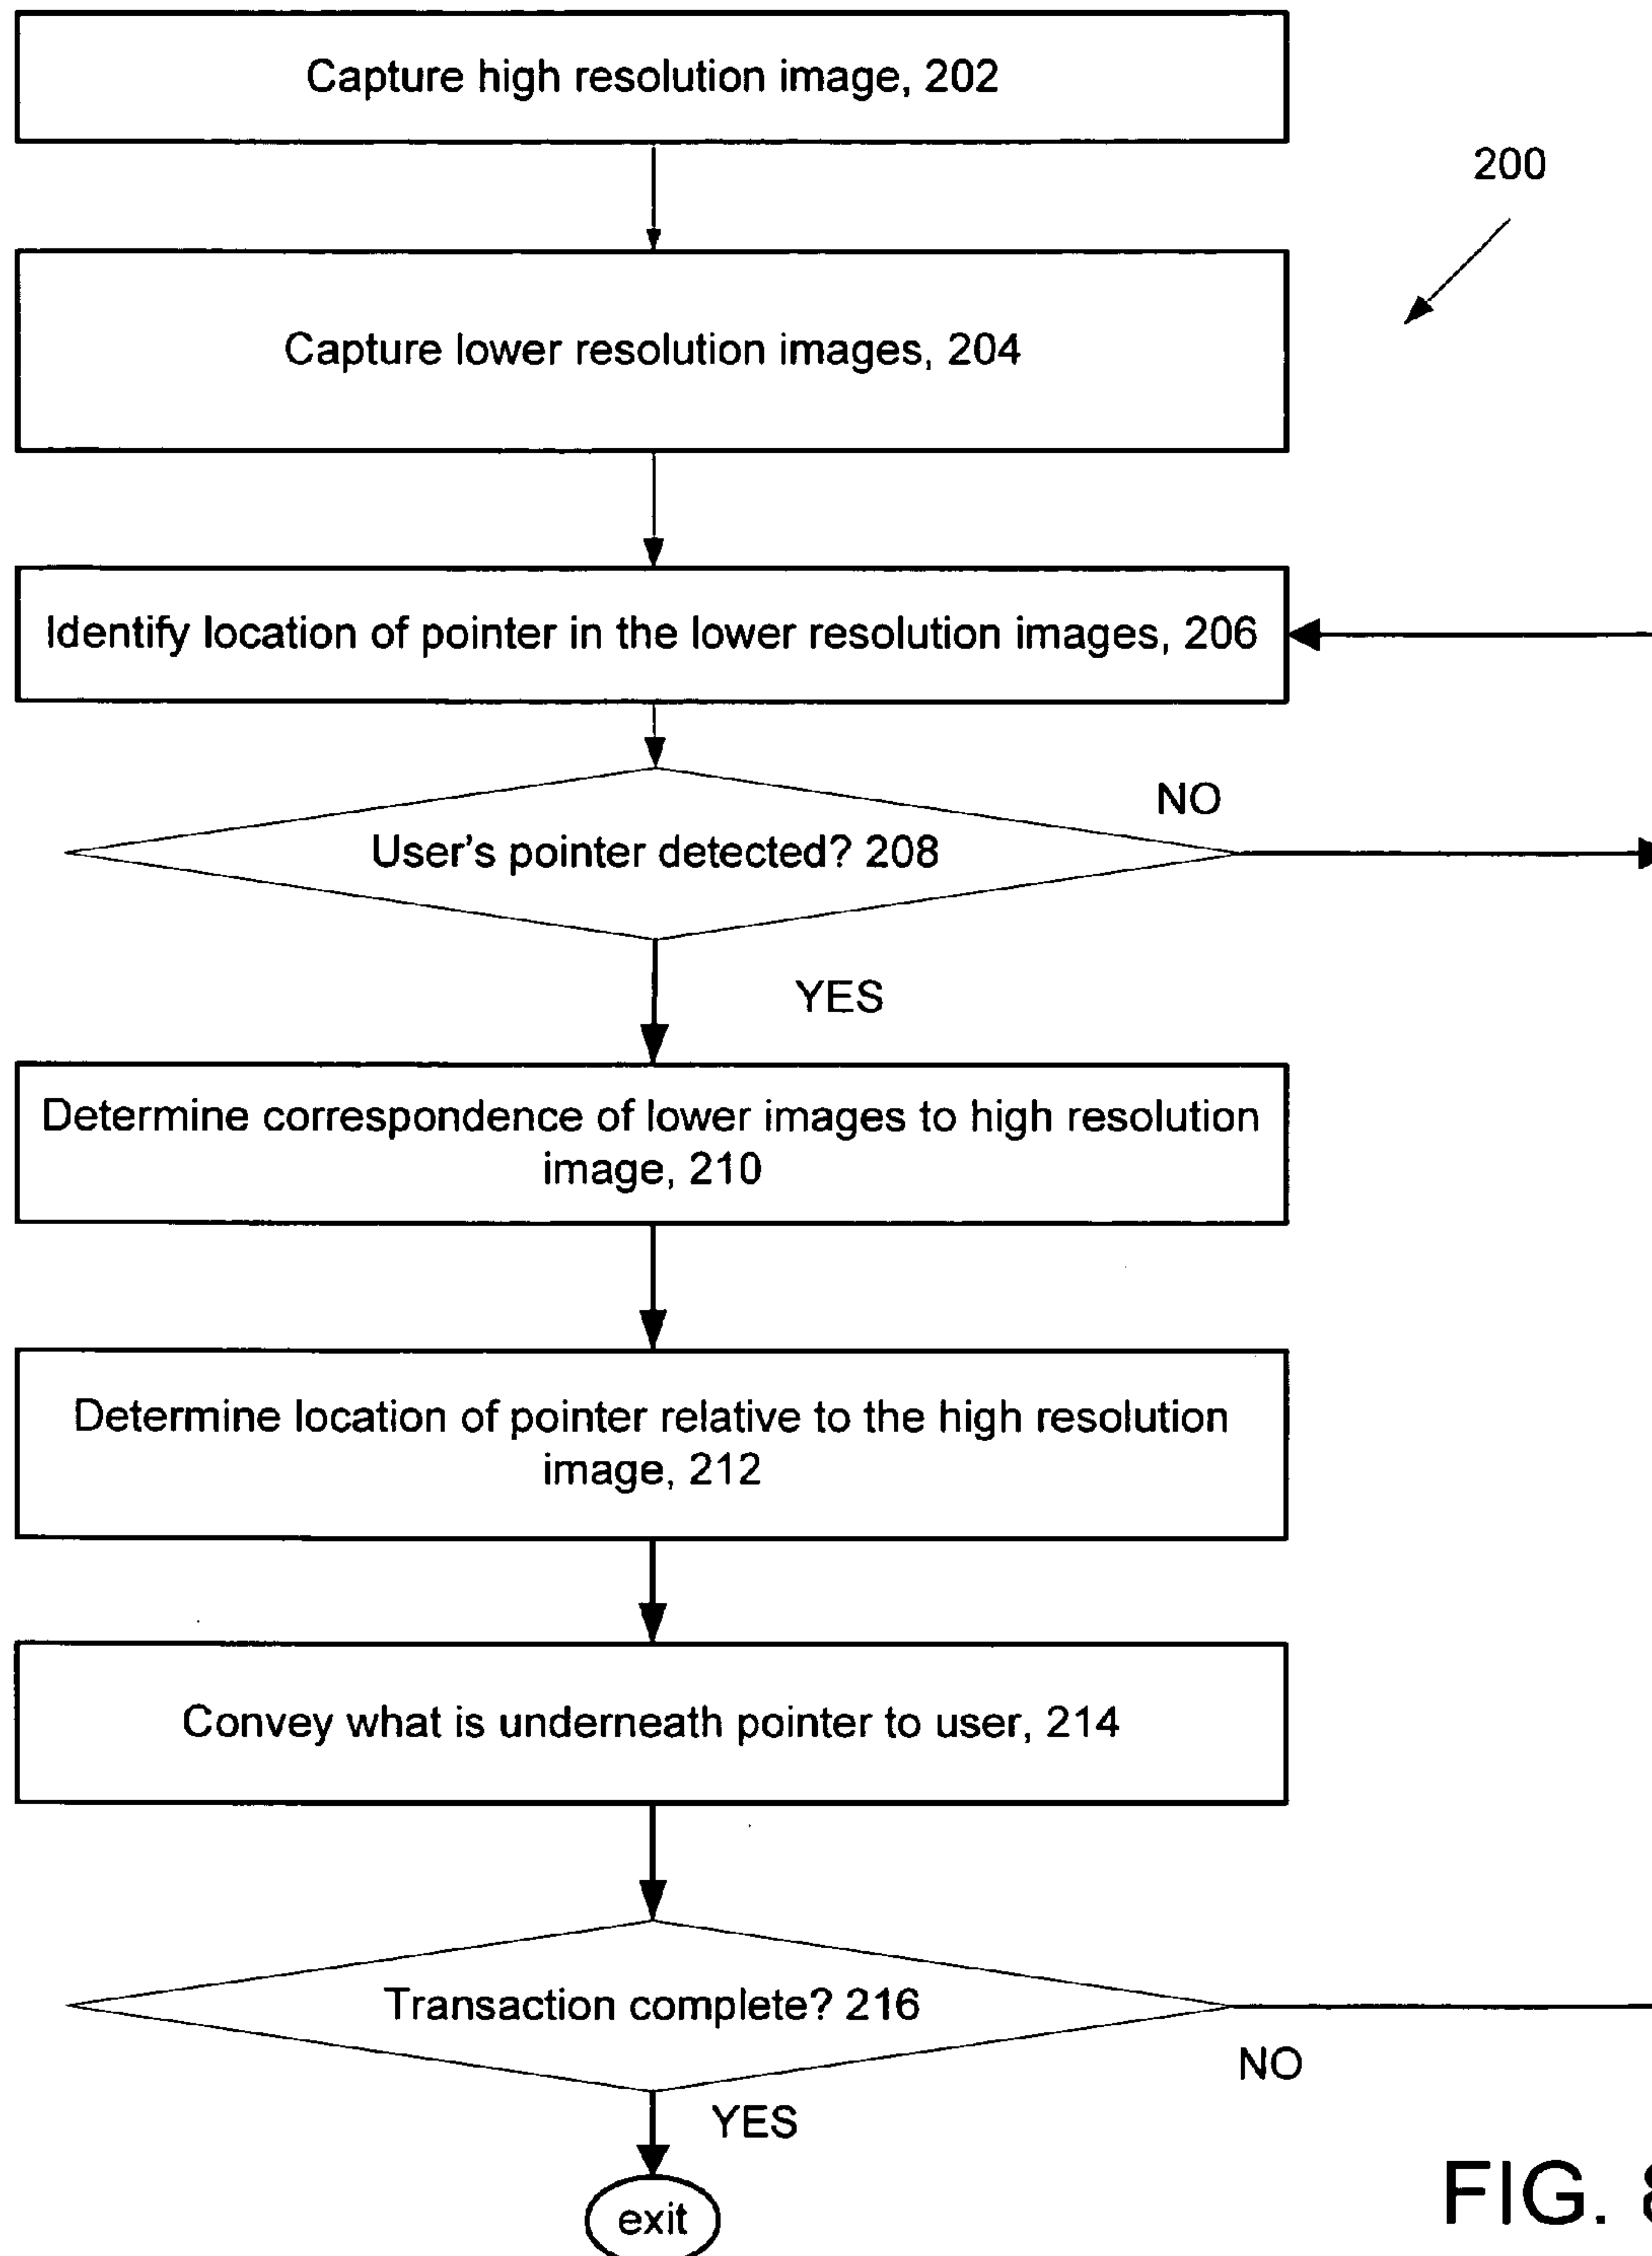 Capture high resolution image, 202
200
Capture lower resolution images, 204
Identify location of pointer in the lower resolution images, 206
NO
User's pointer detected? 208
YES
Determine correspondence of lower images to high resolution
image, 210
Determine location of pointer relative to the high resolution
image, 212
Convey what is underneath pointer to user, 214
Transaction complete? 216
NO
YES
FIG. 8
exit